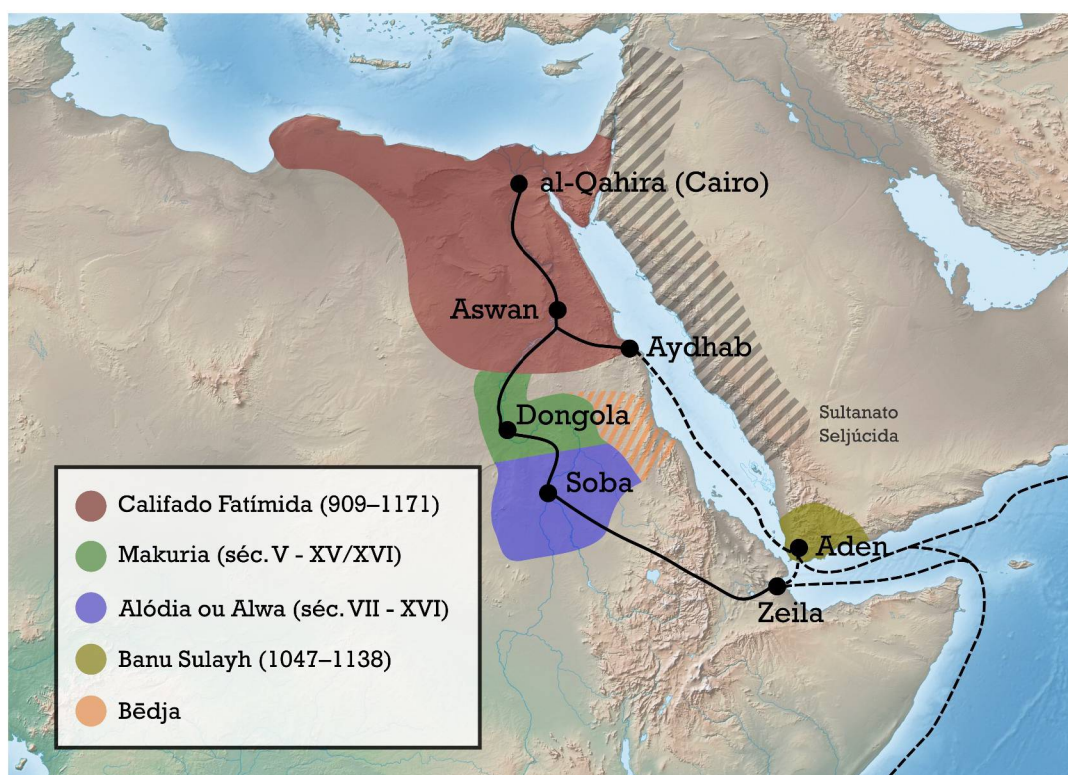 al-Qahira (Cairo)
Aswan
Aydhab
Dongola
Sultanato
Seljúcida
Soba
Aden
Zeila
Califado Fatímida (909–1171)
Makuria (séc. V - XV/XVI)
Alódia ou Alwa (séc. VII - XVI)
Banu Sulayh (1047–1138)
Bēdja